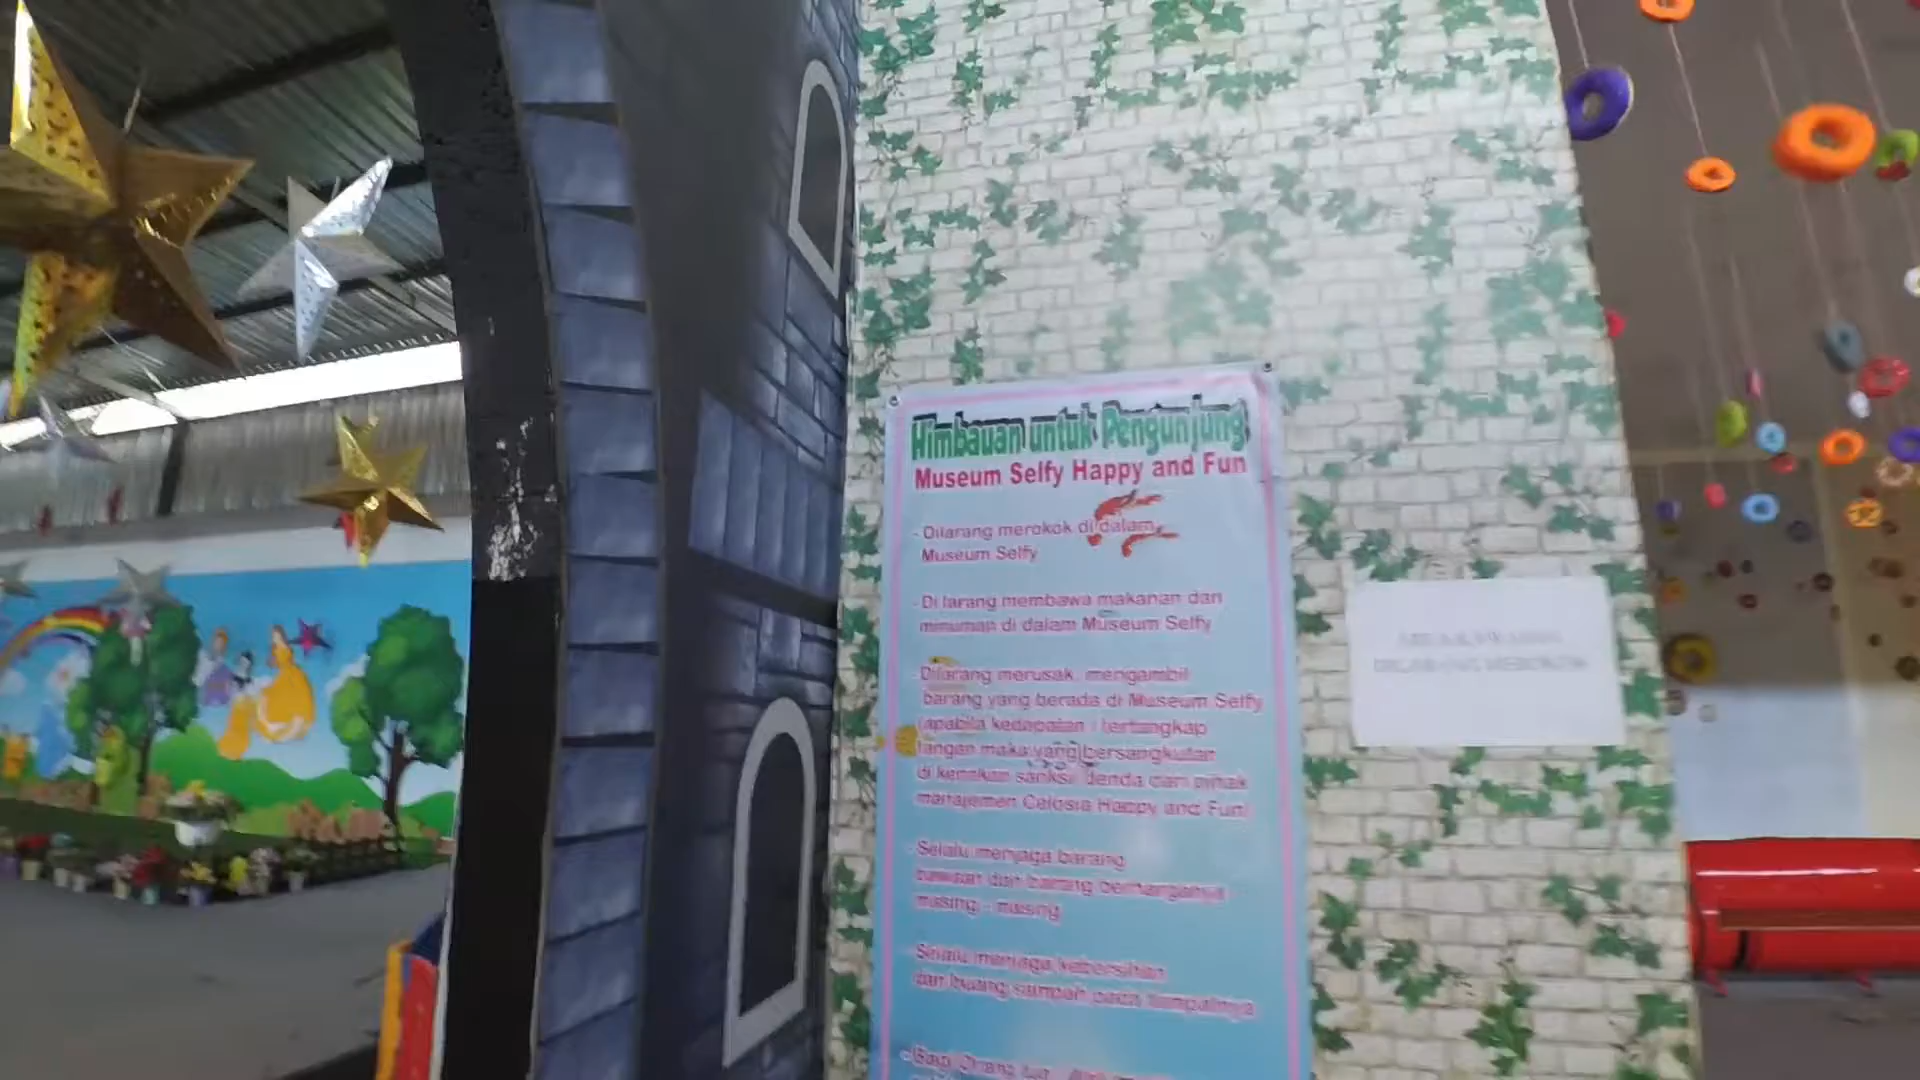 Himbauan untuk Pengunjung
Museum Selfy Happy and Fun
- Dilarang merokok di dalam
Museum Selfy
- Di larang membawa makanan dan
minuman di dalam Museum Selfy
- Dilarang merusak, mengambil
barang yang berada di Museum Selfy
(apabila kedapatan / tertangkap
tangan maka yang bersangkutan
di kenakan sanksi denda dari pihak
manajemen Celosia Happy and Fun)
- Selalu menjaga barang
bawaan dan barang berharganya
masing - masing
- Selalu menjaga kebersihan
dan buang sampah pada tempatnya
- Bagi Orang tua